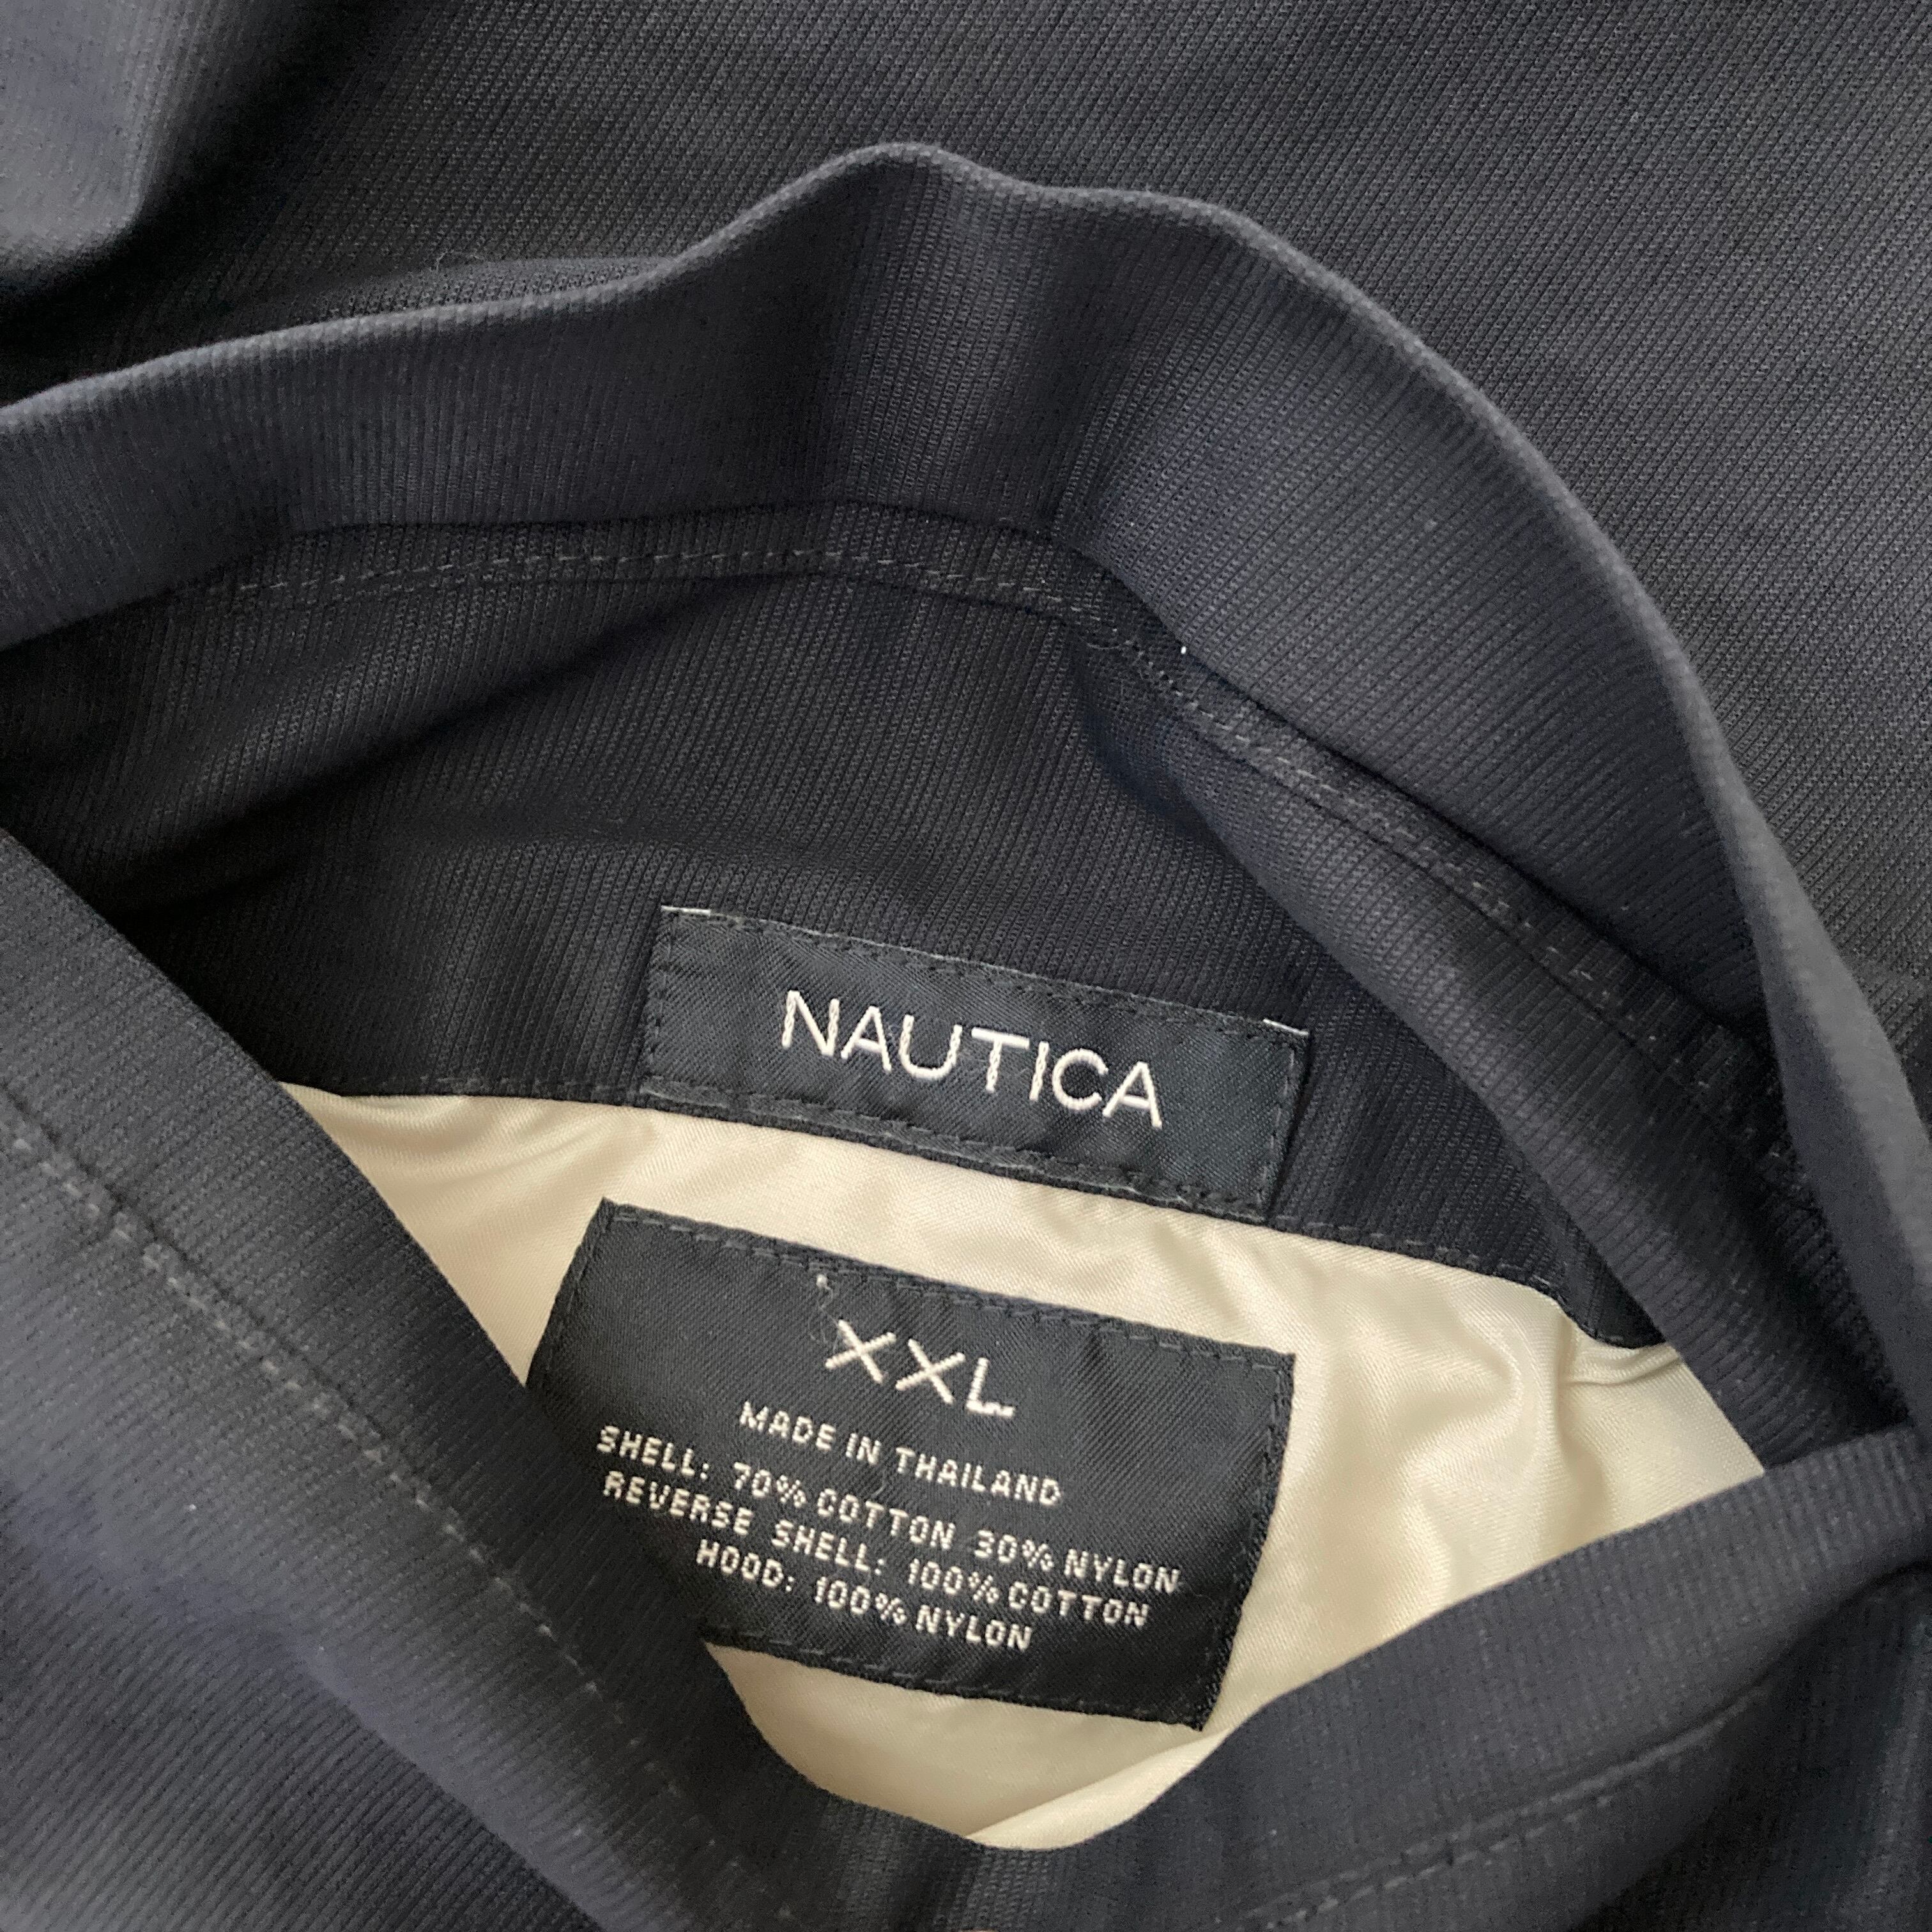 NAUTICA
XXL
MADE IN THAILAND
SHELL: 70% COTTON 30% NYLON
REVERSE SHELL: 100% COTTON
HOOD: 100% NYLON